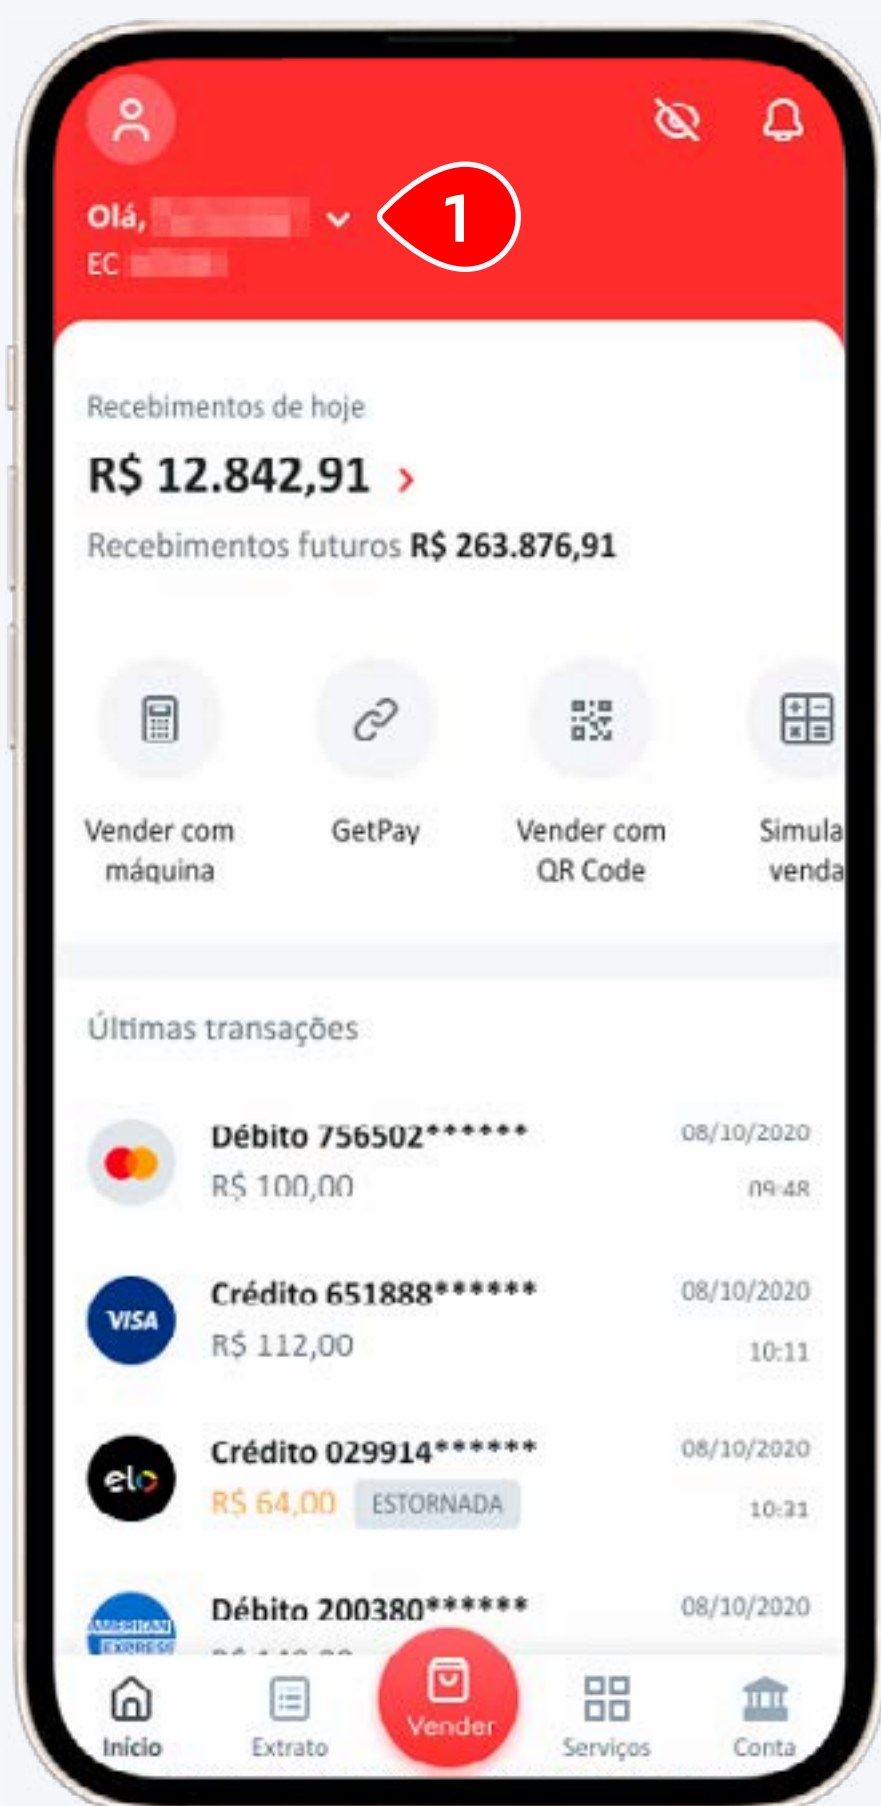 Olá,
1
EC
Recebimentos de hoje
R$ 12.842,91
Recebimentos futuros R$ 263.876,91
Vender com
máquina
GetPay
Vender com
QR Code
Simula
venda
Últimas transações
Débito 756502******
08/10/2020
R$ 100,00
09:48
VISA
Crédito 651888******
08/10/2020
R$ 112,00
10:11
elo
Crédito 029914******
08/10/2020
R$ 64,00 ESTORNADA
10:31
AMERICAN
EXPRESS
Débito 200380******
08/10/2020
Início
Extrato
Vender
Serviços
Conta